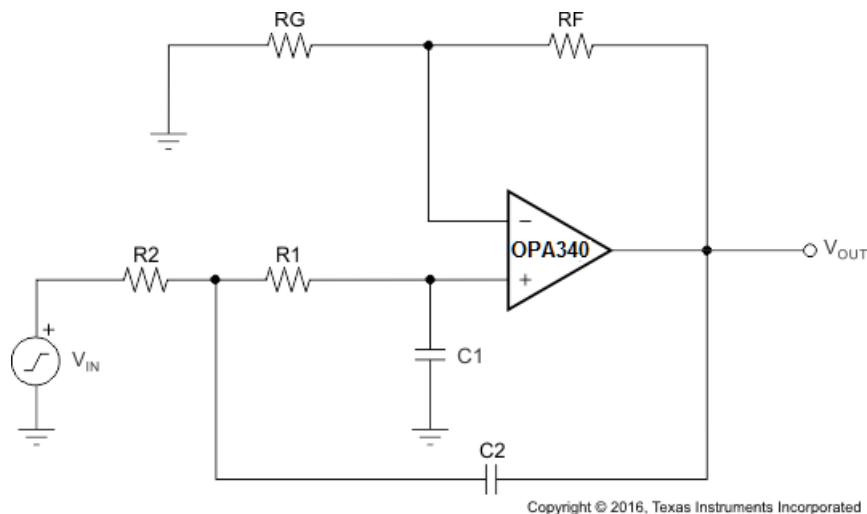 RG
RF
R2
R1
−
OPA340
+
VOUT
+
VIN
C1
C2
Copyright © 2016, Texas Instruments Incorporated